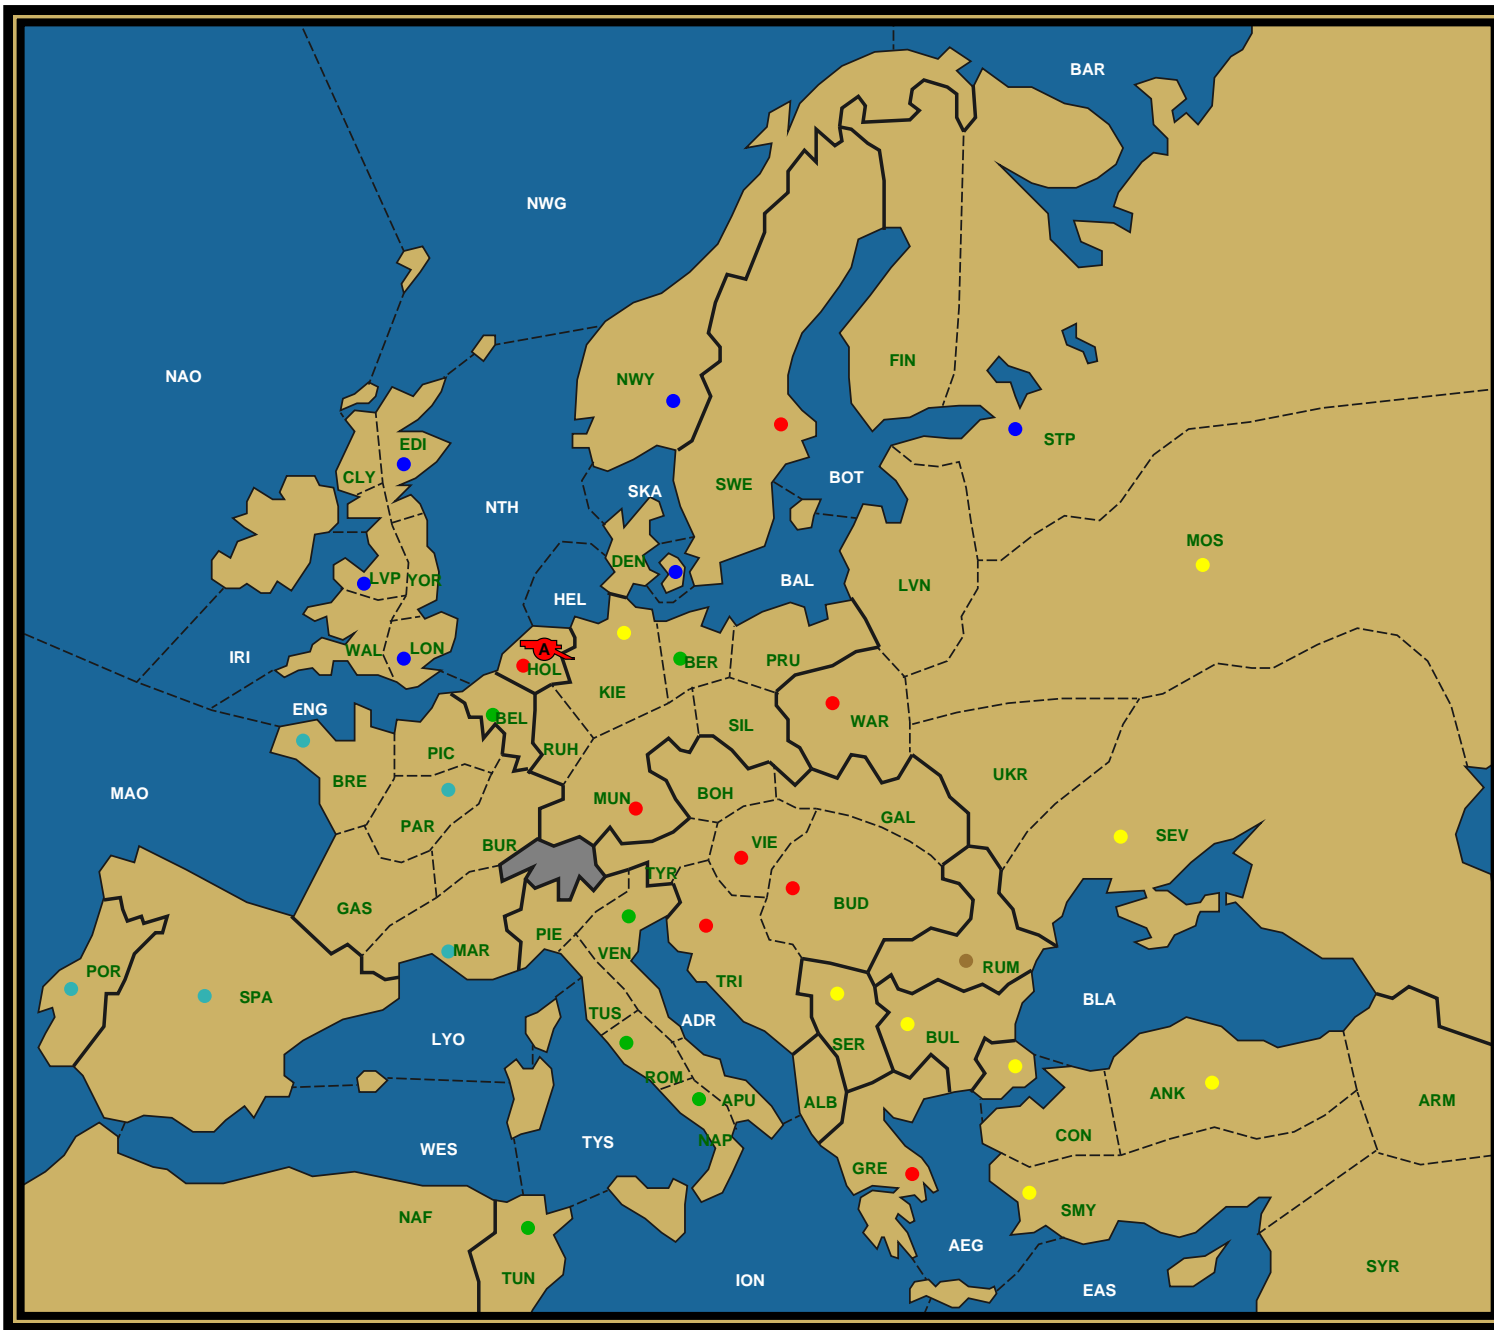 BAR
NWG
NAO
FIN
NWY
EDI
STP
CLY
SKA
BOT
SWE
NTH
MOS
DEN
LVP
YOR
BAL
LVN
HEL
WAL
LON
IRI
A
HOL
BER
PRU
KIE
ENG
BEL
WAR
SIL
PIC
RUH
UKR
BRE
MAO
BOH
MUN
GAL
PAR
SEV
BUR
VIE
TYR
BUD
GAS
PIE
MAR
VEN
RUM
POR
TRI
SPA
BLA
TUS
ADR
LYO
BUL
SER
ROM
ANK
APU
ALB
ARM
CON
NAP
TYS
WES
GRE
SMY
NAF
AEG
SYR
TUN
ION
EAS